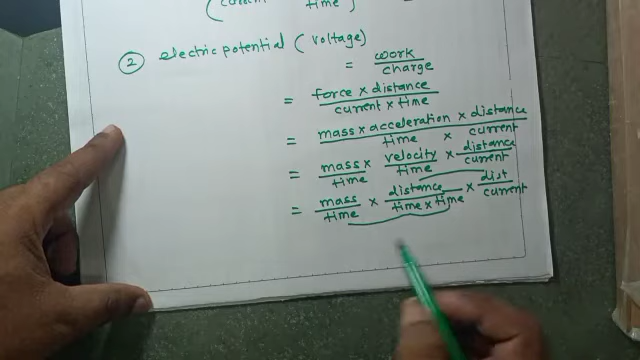 ( current time )
② electric potential (voltage)
= work / charge
= force × distance / current × time
= mass × acceleration × distance / time × current
= mass / time × velocity / time × distance / current
= mass / time × distance / time × time × dist / current